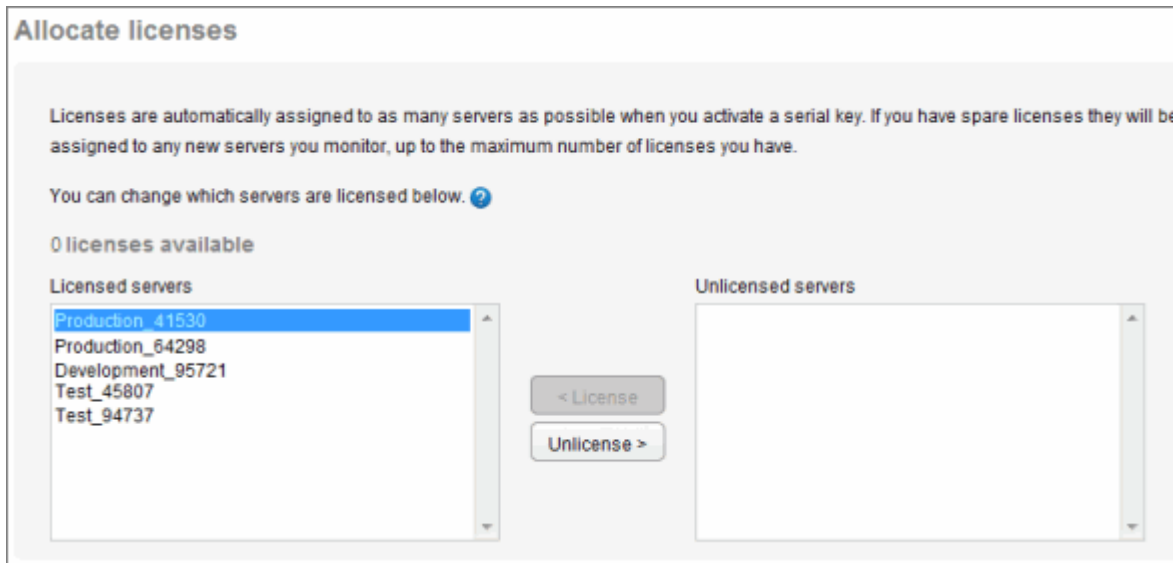 Allocate licenses
Licenses are automatically assigned to as many servers as possible when you activate a serial key. If you have spare licenses they will be
assigned to any new servers you monitor, up to the maximum number of licenses you have.
You can change which servers are licensed below. ?
0 licenses available
Licensed servers
Unlicensed servers
Production_41530
Production_64298
Development_95721
Test_45807
Test_94737
< License
Unlicense >